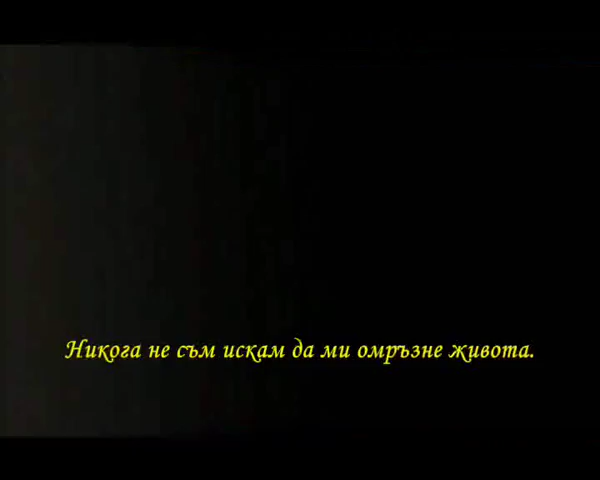 Никога не съм искам да ми омръзне живота.